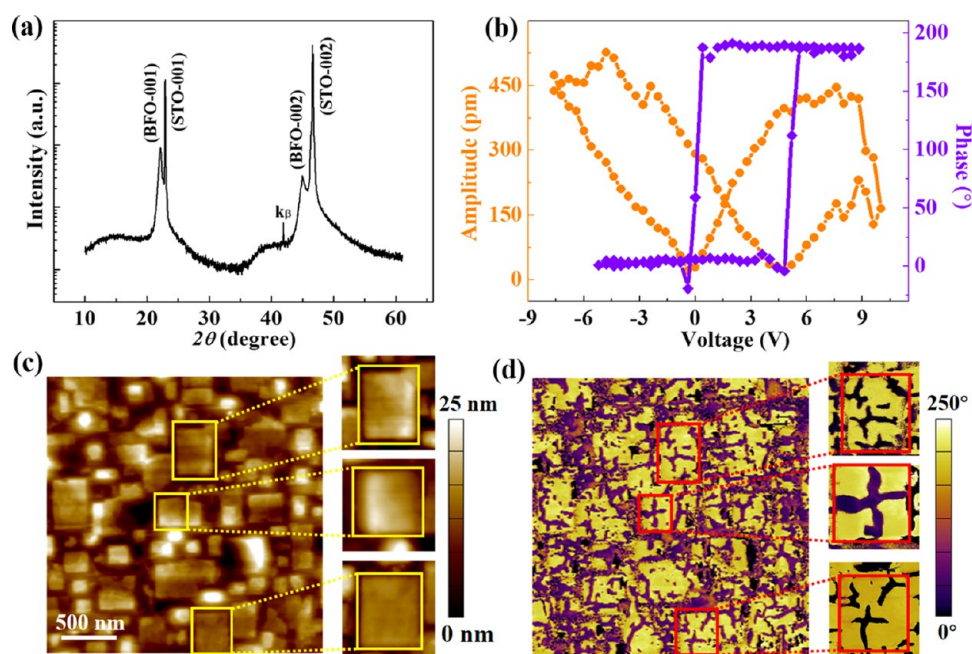 (a)
Intensity (a.u.)
(BFO-001)
(STO-001)
kβ
(BFO-002)
(STO-002)
10 20 30 40 50 60
2θ (degree)
(b)
Amplitude (pm)
450
300
150
0
-9 -6 -3 0 3 6 9
Voltage (V)
200
150
100
50
0
Phase (°)
(c)
500 nm
25 nm
0 nm
(d)
250°
0°